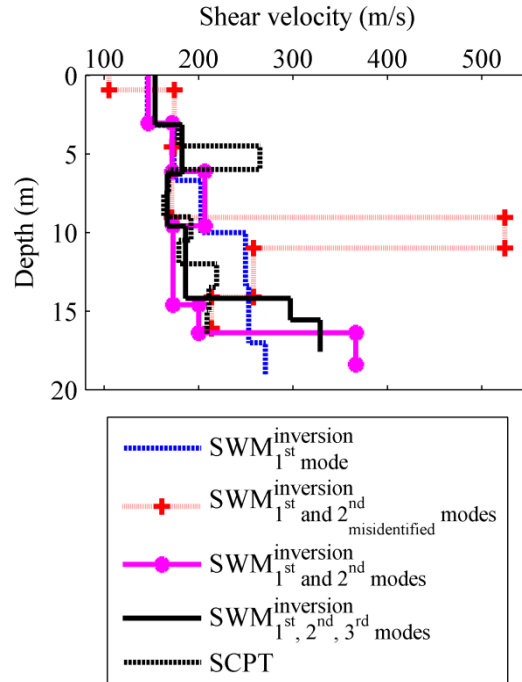 Shear velocity (m/s)
100 200 300 400 500
0
5
10
15
20
Depth (m)
SWM inversion 1st mode
SWM inversion 1st and 2nd misidentified modes
SWM inversion 1st and 2nd modes
SWM inversion 1st, 2nd, 3rd modes
SCPT